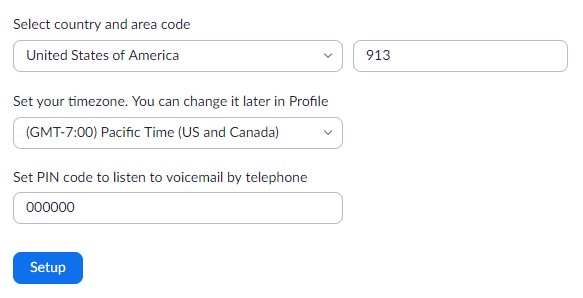 Select country and area code
United States of America 913
Set your timezone. You can change it later in Profile
(GMT-7:00) Pacific Time (US and Canada)
Set PIN code to listen to voicemail by telephone
000000
Setup